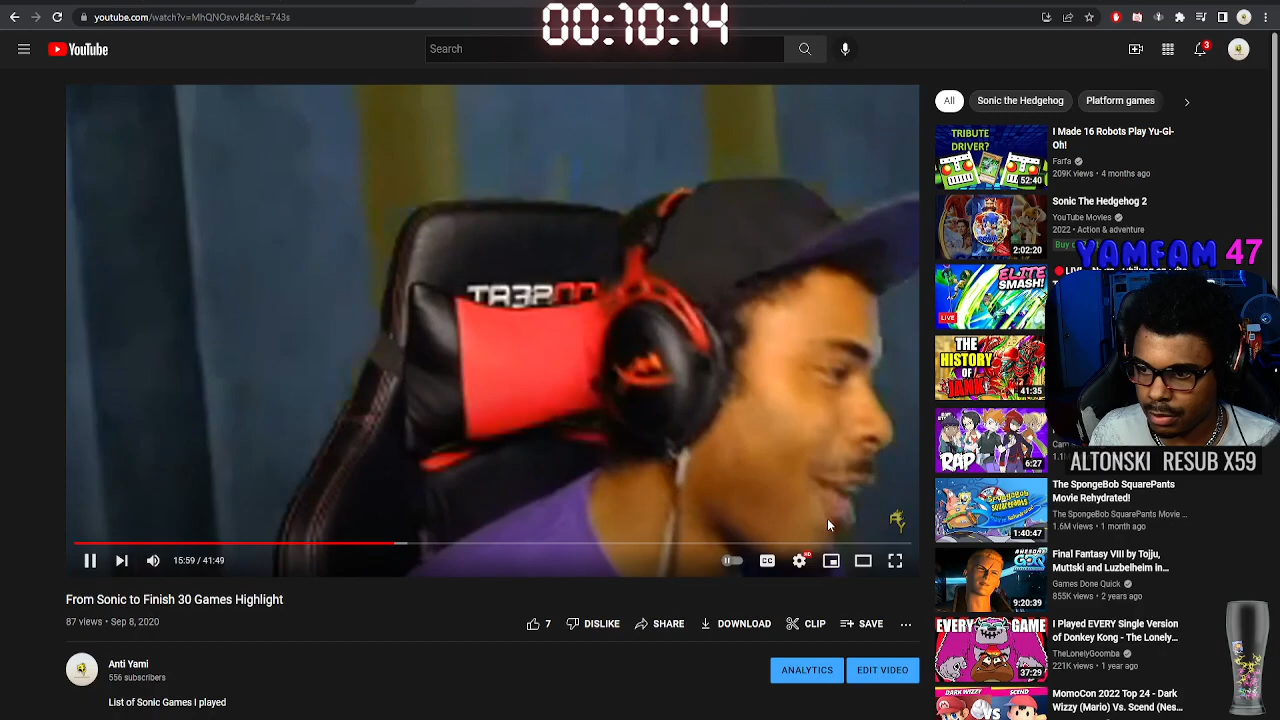 youtube.com/watch?v=MhQNOsvvB4c&t=743s
00:10:14
YouTube
Search
3
All
Sonic the Hedgehog
Platform games
TRIBUTE
DRIVER?
52:40
I Made 16 Robots Play Yu-Gi-
Oh!
Farfa
209K views • 4 months ago
2:02:20
Sonic The Hedgehog 2
YouTube Movies
2022 • Action & adventure
YAMFAM 47
ELITE
SMASH!
LIVE
THE
HISTORY
OF
JANK
41:35
RAP
6:27
ALTONSKI RESUB X59
1:40:47
The SpongeBob SquarePants
Movie Rehydrated!
The SpongeBob SquarePants Movie ...
1.6M views • 1 month ago
9:20:39
Final Fantasy VIII by Tojju,
Muttski and Luzbelheim in...
Games Done Quick
855K views • 2 years ago
EVERY GAME
37:29
I Played EVERY Single Version
of Donkey Kong - The Lonely...
TheLonelyGoomba
221K views • 1 year ago
DARK WIZZY
SCEND
MomoCon 2022 Top 24 - Dark
Wizzy (Mario) Vs. Scend (Nes...
15:59 / 41:49
CC
HD
From Sonic to Finish 30 Games Highlight
87 views • Sep 8, 2020
7
DISLIKE
SHARE
DOWNLOAD
CLIP
SAVE
Anti Yami
556 subscribers
ANALYTICS
EDIT VIDEO
List of Sonic Games I played